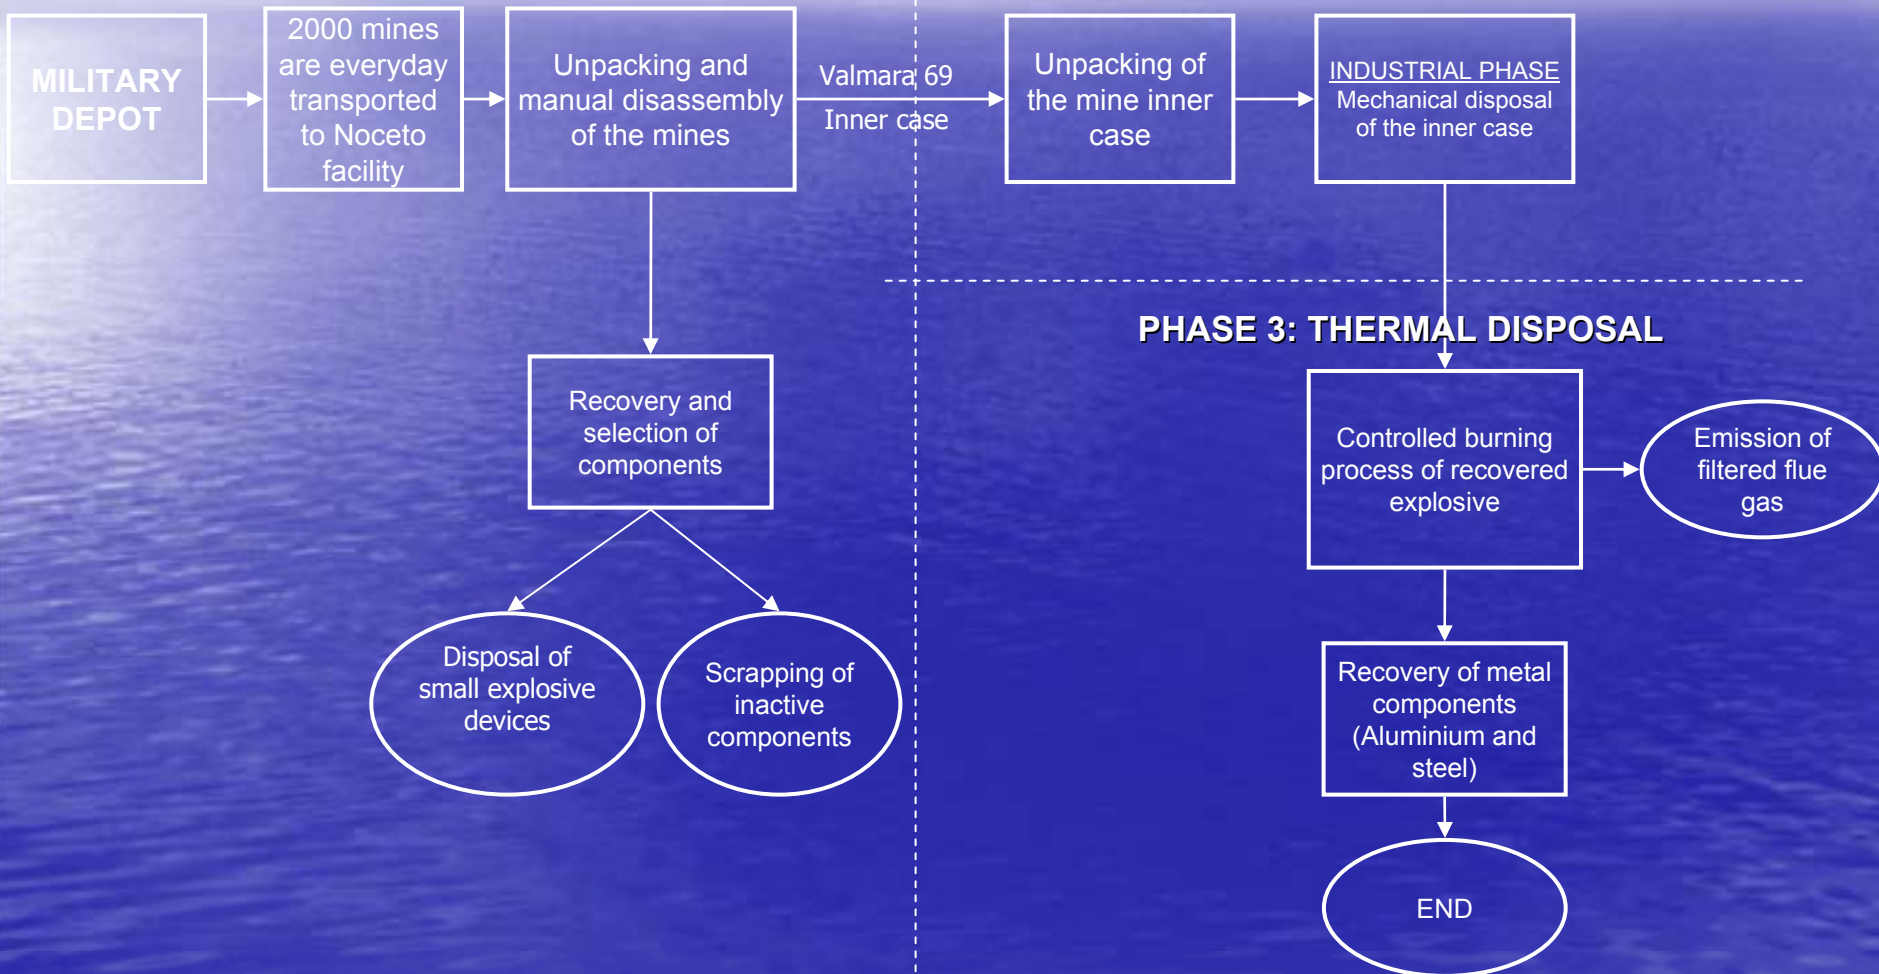 MILITARY
DEPOT
2000 mines
are everyday
transported
to Noceto
facility
Unpacking and
manual disassembly
of the mines
Valmara 69
Inner case
Unpacking of
the mine inner
case
INDUSTRIAL PHASE
Mechanical disposal
of the inner case
PHASE 3: THERMAL DISPOSAL
Recovery and
selection of
components
Controlled burning
process of recovered
explosive
Emission of
filtered flue
gas
Disposal of
small explosive
devices
Scrapping of
inactive
components
Recovery of metal
components
(Aluminium and
steel)
END